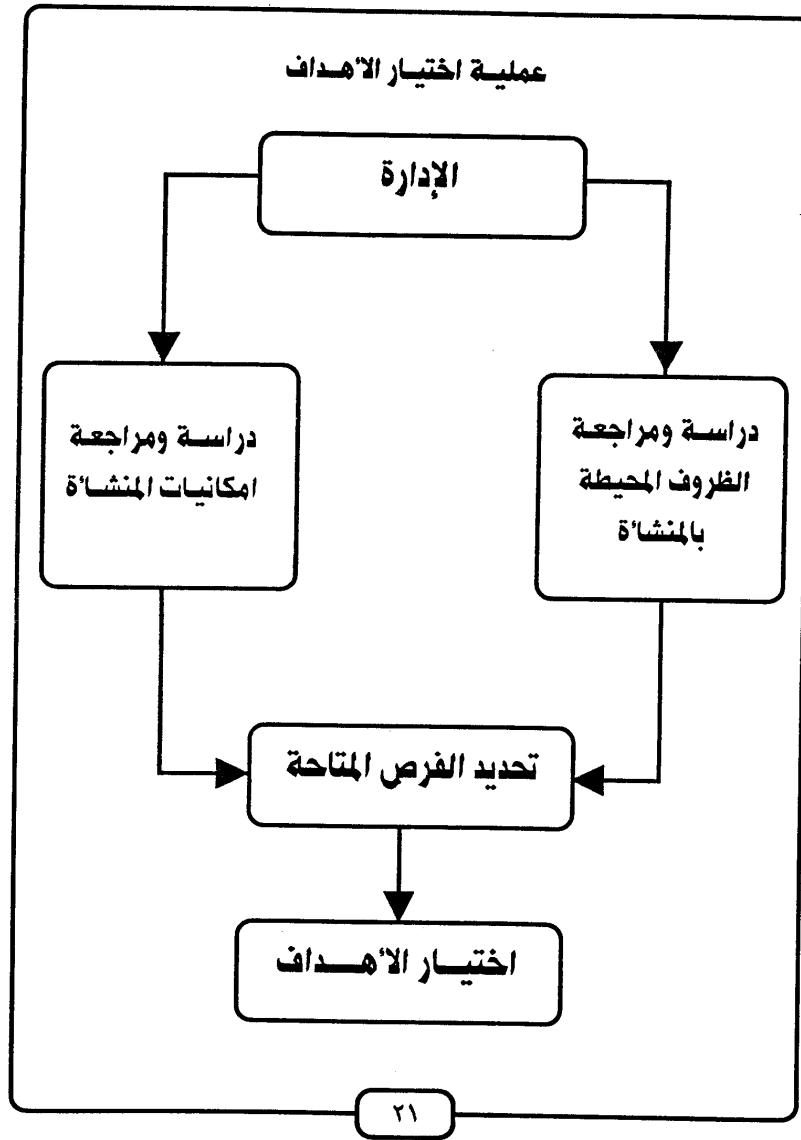 عملية اختيار الأهداف
الإدارة
دراسة ومراجعة
الظروف المحيطة
بالمنشأة
دراسة ومراجعة
امكانيات المنشأة
تحديد الفرص المتاحة
اختيار الأهداف
٢١